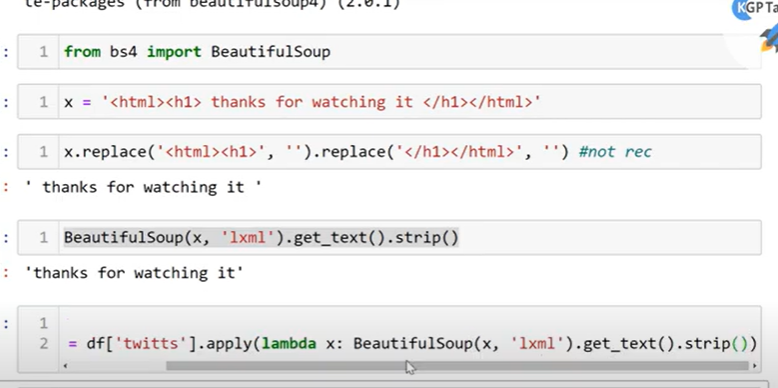 te-packages (from beautifulsoup4) (2.0.1)
KGP Ta
: 1 from bs4 import BeautifulSoup
: 1 x = '<html><h1> thanks for watching it </h1></html>'
: 1 x.replace('<html><h1>', '').replace('</h1></html>', '') #not rec
: ' thanks for watching it '
: 1 BeautifulSoup(x, 'lxml').get_text().strip()
: 'thanks for watching it'
: 1
2 = df['twitts'].apply(lambda x: BeautifulSoup(x, 'lxml').get_text().strip())